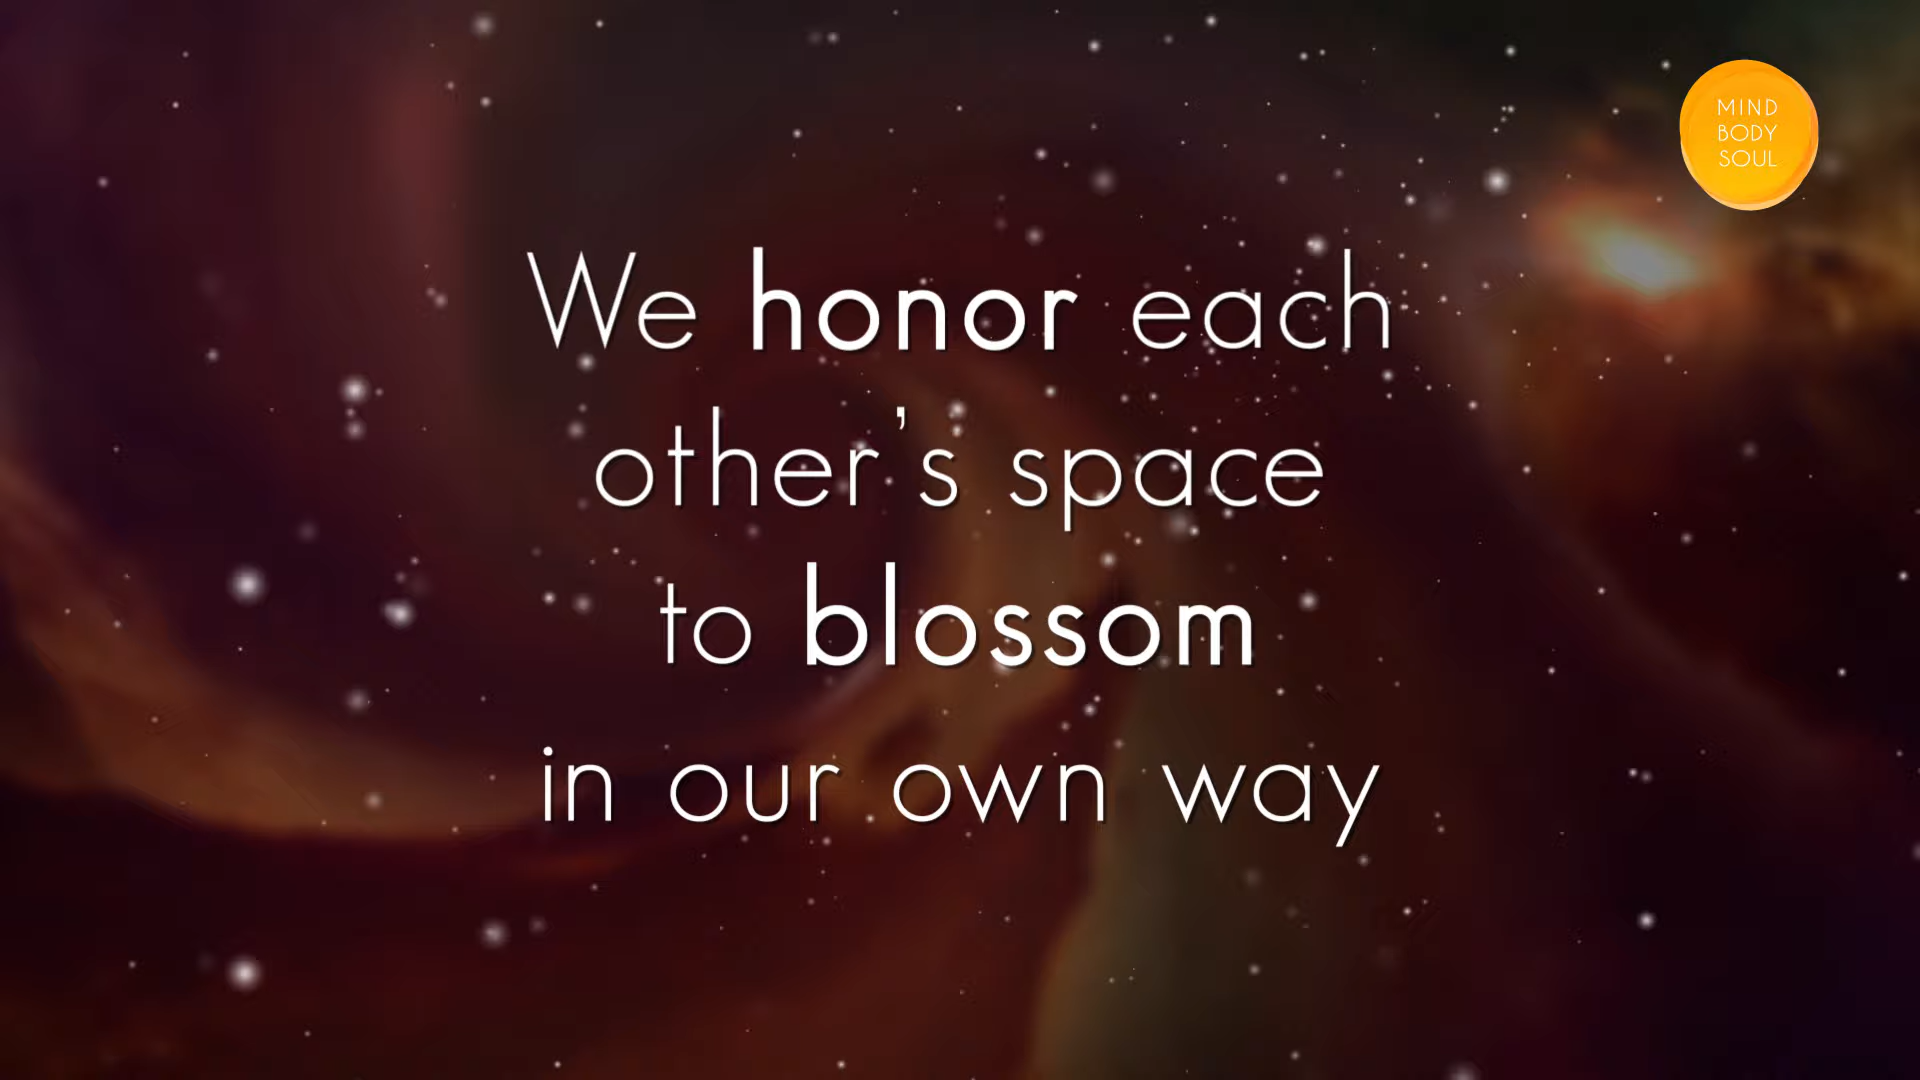 MIND
BODY
SOUL
We honor each
other's space
to blossom
in our own way